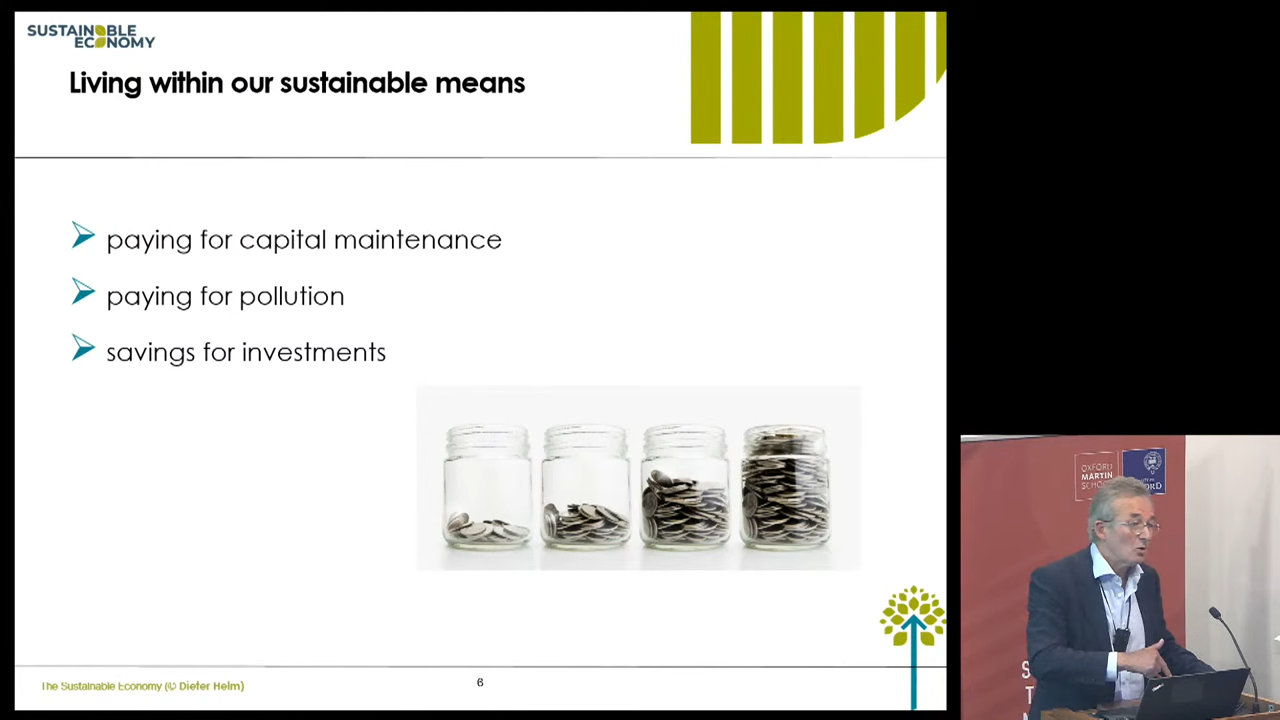 SUSTAINABLE
ECONOMY
Living within our sustainable means
paying for capital maintenance
paying for pollution
savings for investments
The Sustainable Economy (© Dieter Helm)
6
OXFORD
MARTIN
SCHOOL